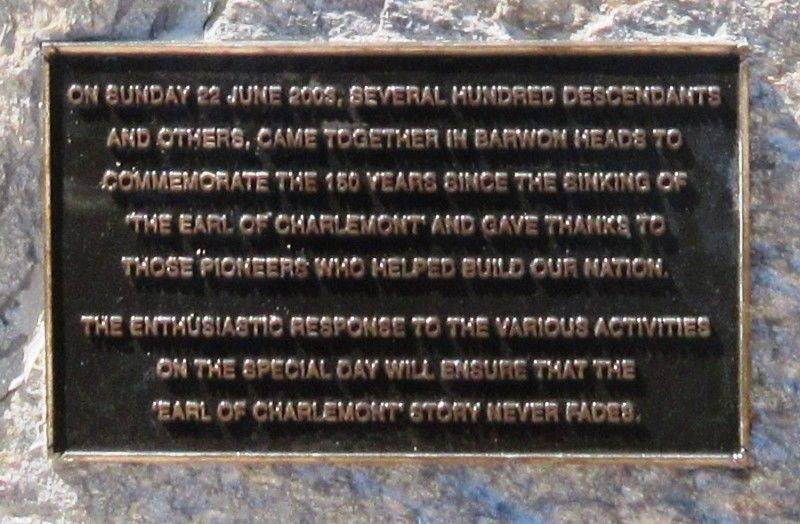 ON SUNDAY 22 JUNE 2003, SEVERAL HUNDRED DESCENDANTS
AND OTHERS, CAME TOGETHER IN BARWON HEADS TO
COMMEMORATE THE 150 YEARS SINCE THE SINKING OF
'THE EARL OF CHARLEMONT' AND GAVE THANKS TO
THOSE PIONEERS WHO HELPED BUILD OUR NATION.
THE ENTHUSIASTIC RESPONSE TO THE VARIOUS ACTIVITIES
ON THE SPECIAL DAY WILL ENSURE THAT THE
'EARL OF CHARLEMONT' STORY NEVER FADES.